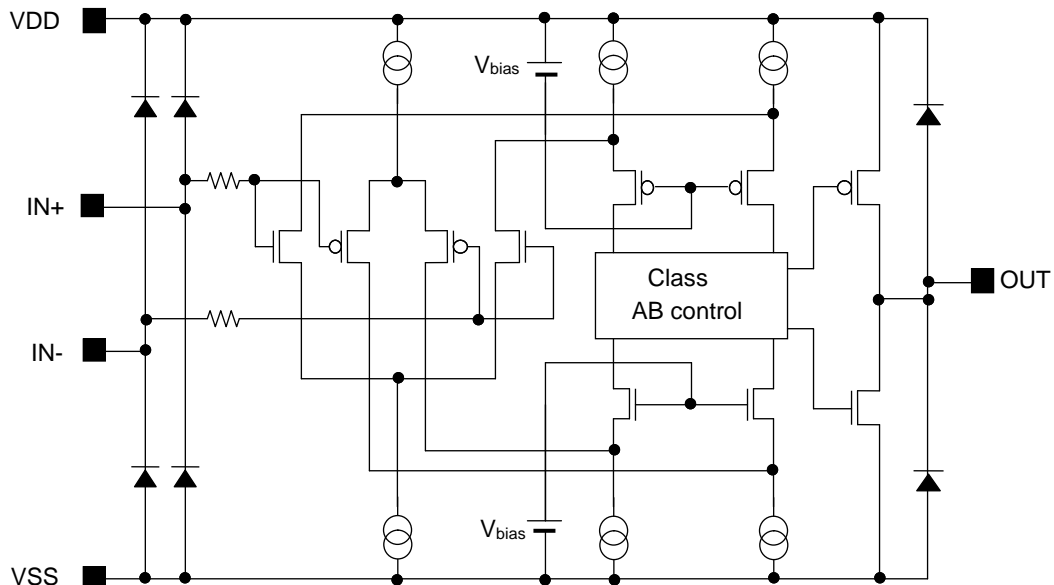 VDD
Vbias
IN+
Class
AB control
OUT
IN-
Vbias
VSS